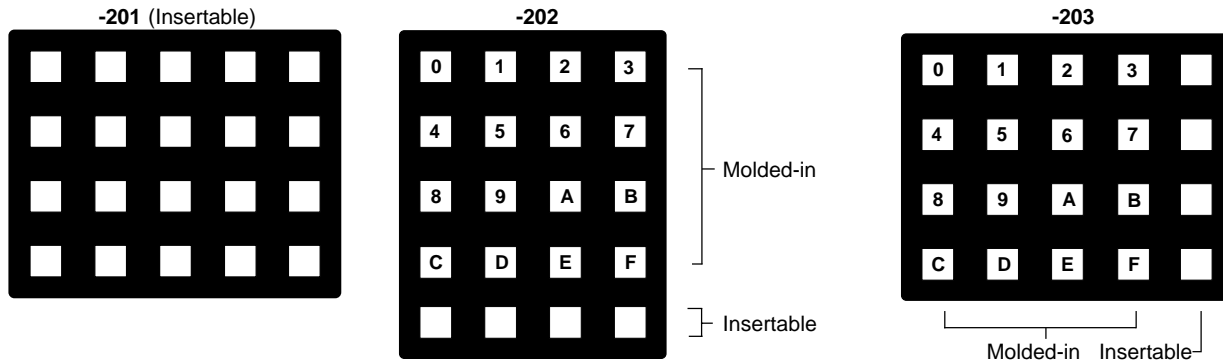 -201 (Insertable)
-202
-203
0 1 2 3
4 5 6 7
8 9 A B
C D E F
Molded-in
Insertable
0 1 2 3
4 5 6 7
8 9 A B
C D E F
Molded-in Insertable